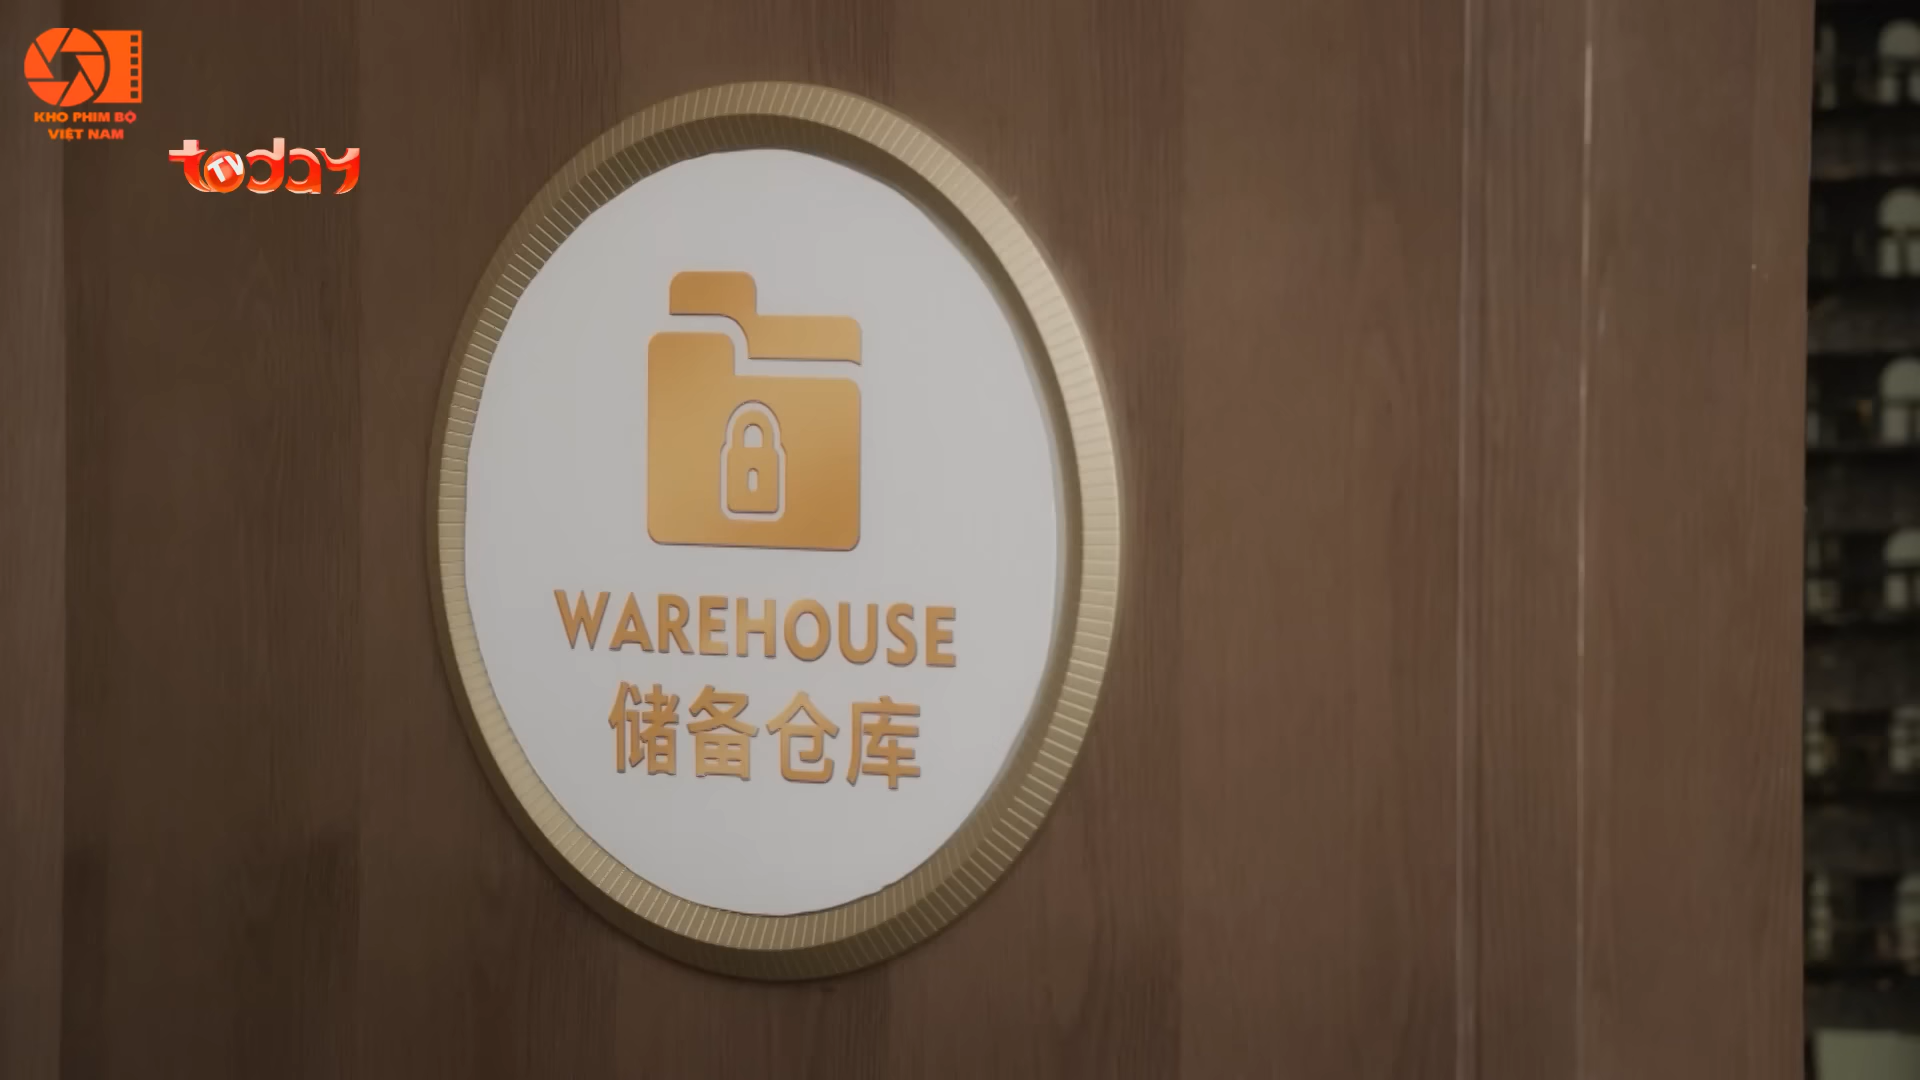 KHO PHIM BỘ
VIỆT NAM
today
TV
WAREHOUSE
储备仓库